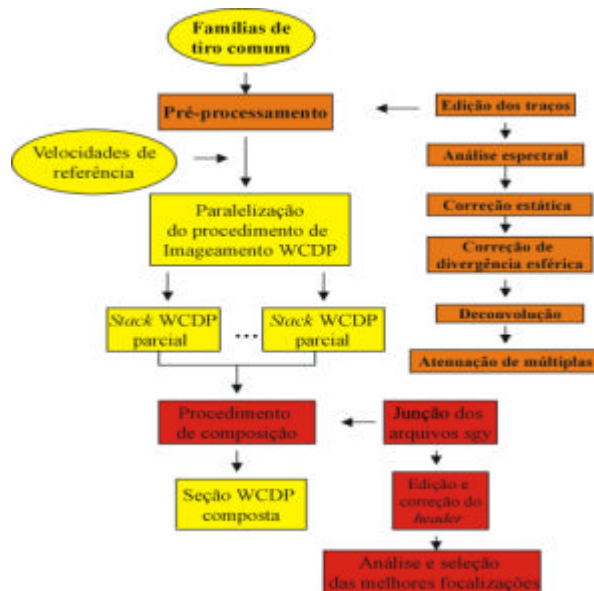 Famílias de
tiro comum
Pré-processamento
Edição dos traços
Velocidades de
referência
Análise espectral
Paralelização
do procedimento de
Imageamento WCDP
Correção estática
Correção de
divergência esférica
Stack WCDP
parcial
...
Stack WCDP
parcial
Deconvolução
Atenuação de múltiplas
Procedimento
de composição
Junção dos
arquivos sgy
Seção WCDP
composta
Edição e
correção do
header
Análise e seleção
das melhores focalizações